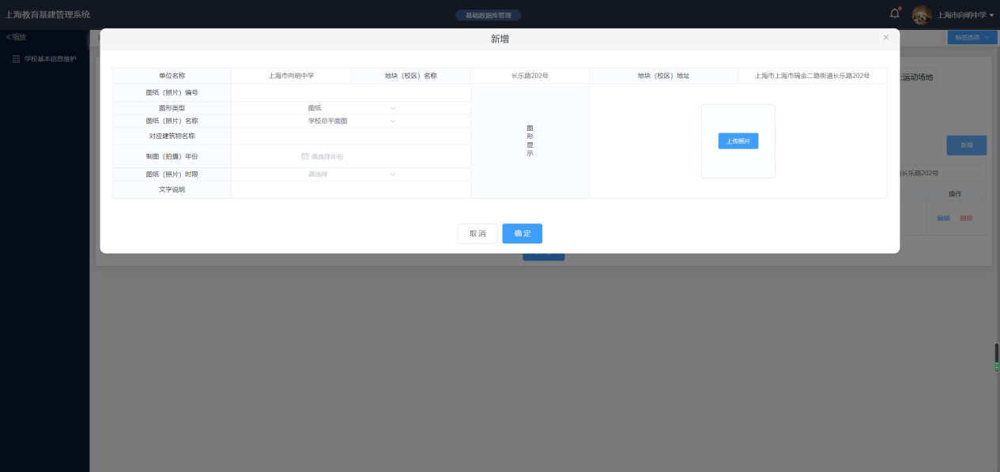 上海教育基建管理系统
基础数据库管理
上海市向明中学
缩放
标签选项
学校基本信息维护
新增
单位名称
上海市向明中学
地块（校区）名称
长乐路202号
地块（校区）地址
上海市上海市瑞金二路街道长乐路202号
图纸（照片）编号
图形类型
图纸
图纸（照片）名称
学校总平面图
对应建筑物名称
制图（拍摄）年份
请选择年份
图纸（照片）时限
请选择
文字说明
图
形
显
示
上传照片
取消
确定
运动场地
新增
长乐路202号
操作
编辑
删除